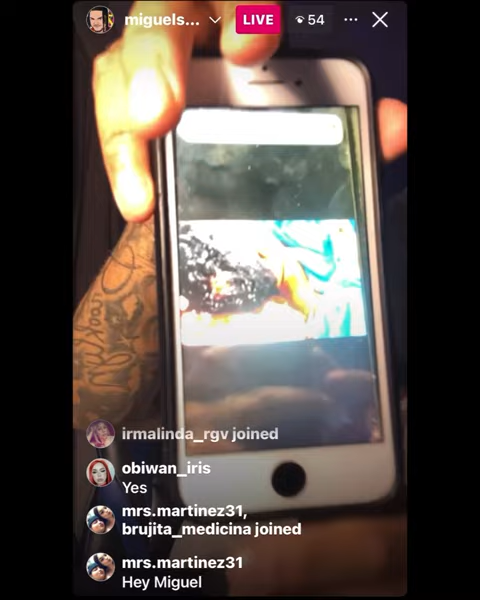 miguels... LIVE 54
irmalinda_rgv joined
obiwan_iris
Yes
mrs.martinez31,
brujita_medicina joined
mrs.martinez31
Hey Miguel